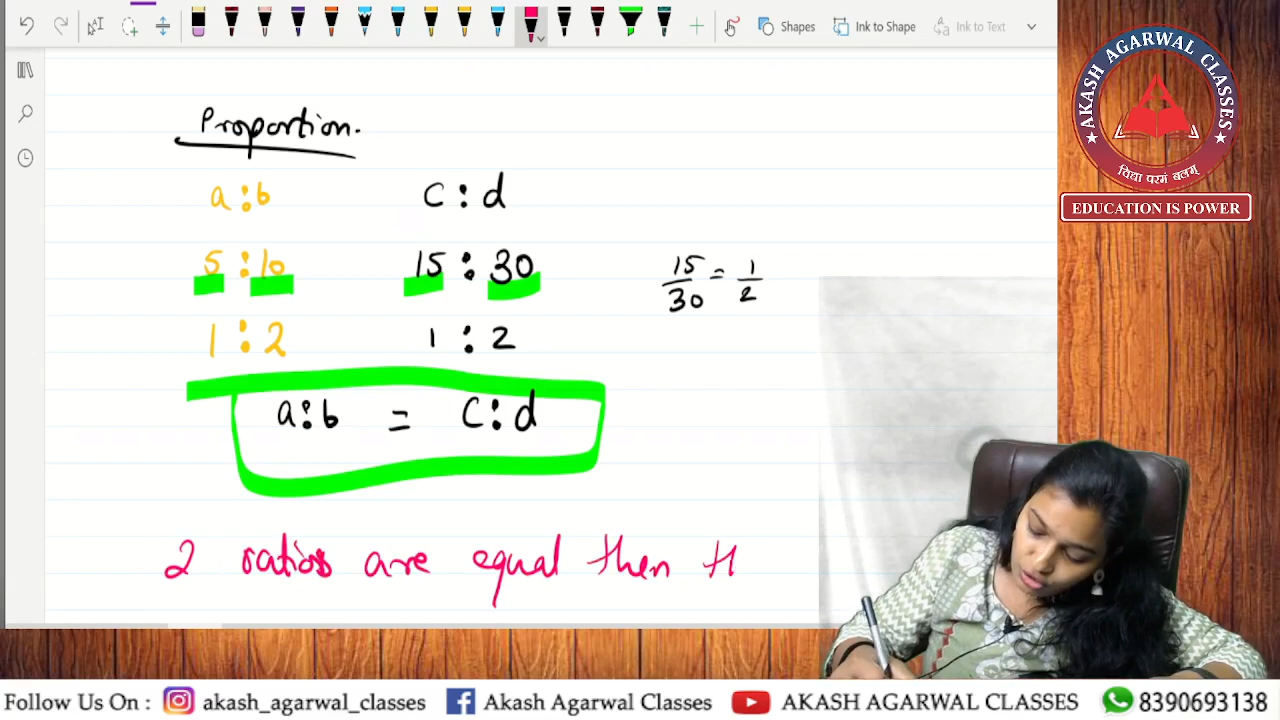 Shapes Ink to Shape Ink to Text
AKASH AGARWAL CLASSES
विद्या परमं बलम्
EDUCATION IS POWER
Proportion.
a:b C:d
5:10 15:30
15/30 = 1/2
1:2 1:2
a:b = C:d
2 ratios are equal then th
Follow Us On : akash_agarwal_classes Akash Agarwal Classes AKASH AGARWAL CLASSES 8390693138